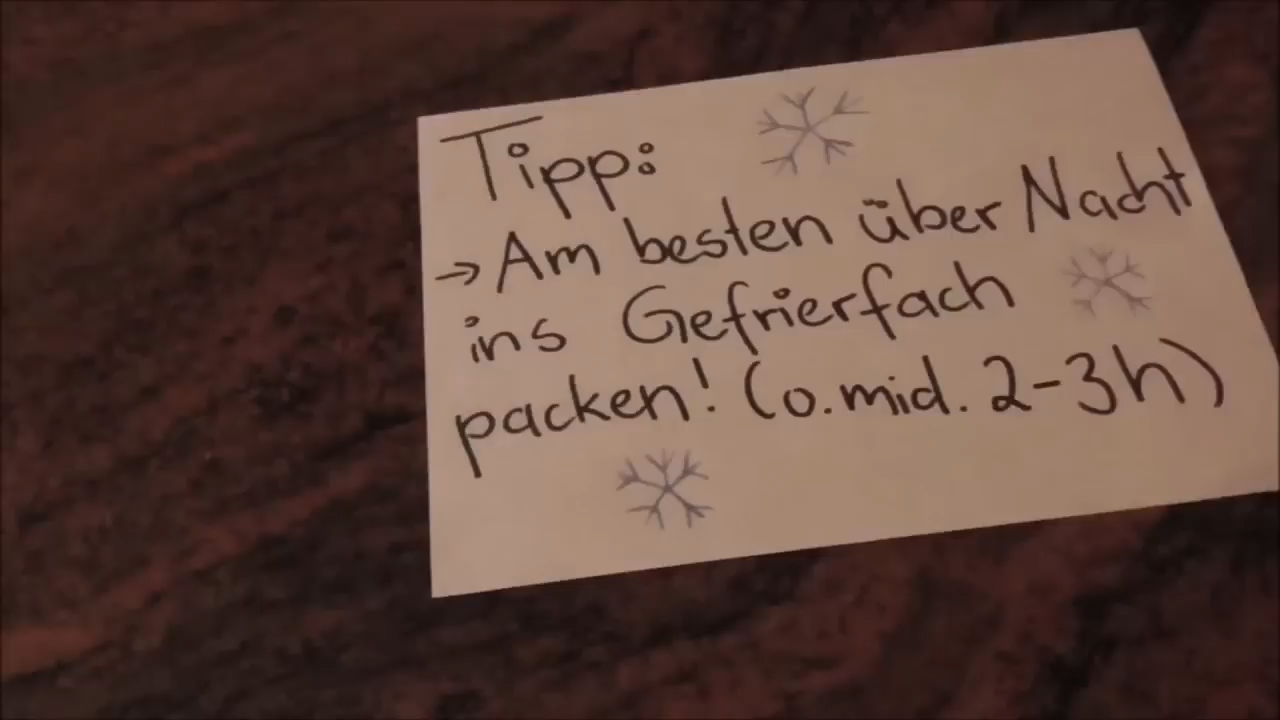 Tipp:
→ Am besten über Nacht
ins Gefrierfach
packen! (o. mid. 2-3h)